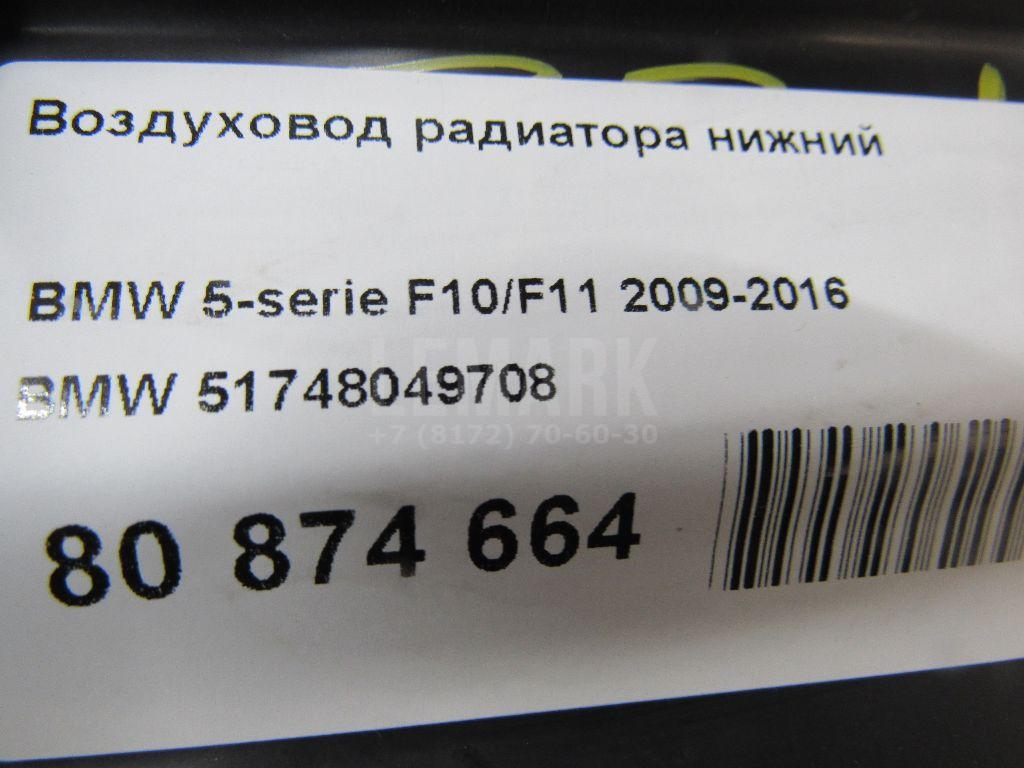 Воздуховод радиатора нижний
BMW 5-serie F10/F11 2009-2016
BMW 51748049708
LEMARK
+7 (8172) 70-60-30
80 874 664